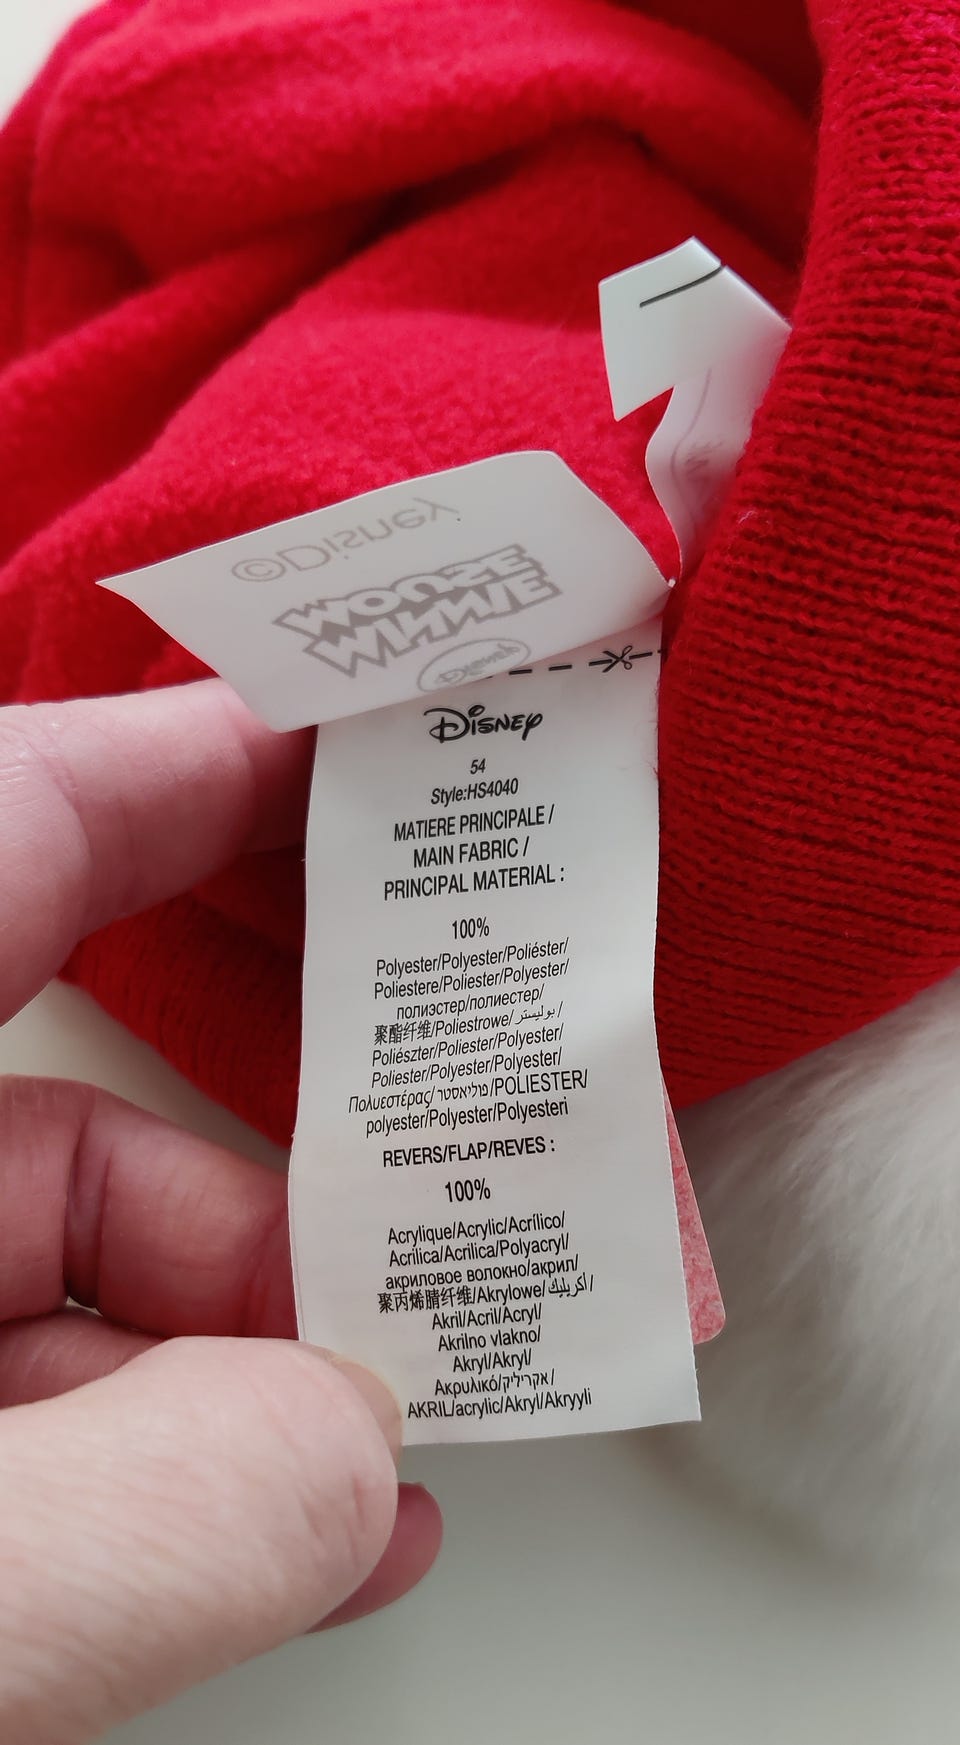 ©Disney
MOUSE
MINNIE
Disney
Disney
54
Style:HS4040
MATIERE PRINCIPALE /
MAIN FABRIC /
PRINCIPAL MATERIAL :
100%
Polyester/Polyester/Poliéster/
Poliestere/Poliester/Polyester/
полиэстер/полиестер/
聚酯纤维/Poliestrowe/بوليستر/
Poliészter/Poliester/Polyester/
Poliester/Polyester/Polyester/
Πολυεστέρας/פוליאסטר/POLIESTER/
polyester/Polyester/Polyesteri
REVERS/FLAP/REVES :
100%
Acrylique/Acrylic/Acrílico/
Acrilica/Acrilica/Polyacryl/
акриловое волокно/акрил/
聚丙烯腈纤维/Akrylowe/أكريليك/
Akril/Acril/Acryl/
Akrilno vlakno/
Akryl/Akryl/
Ακρυλικό/אקריליק/
AKRIL/acrylic/Akryl/Akryyli